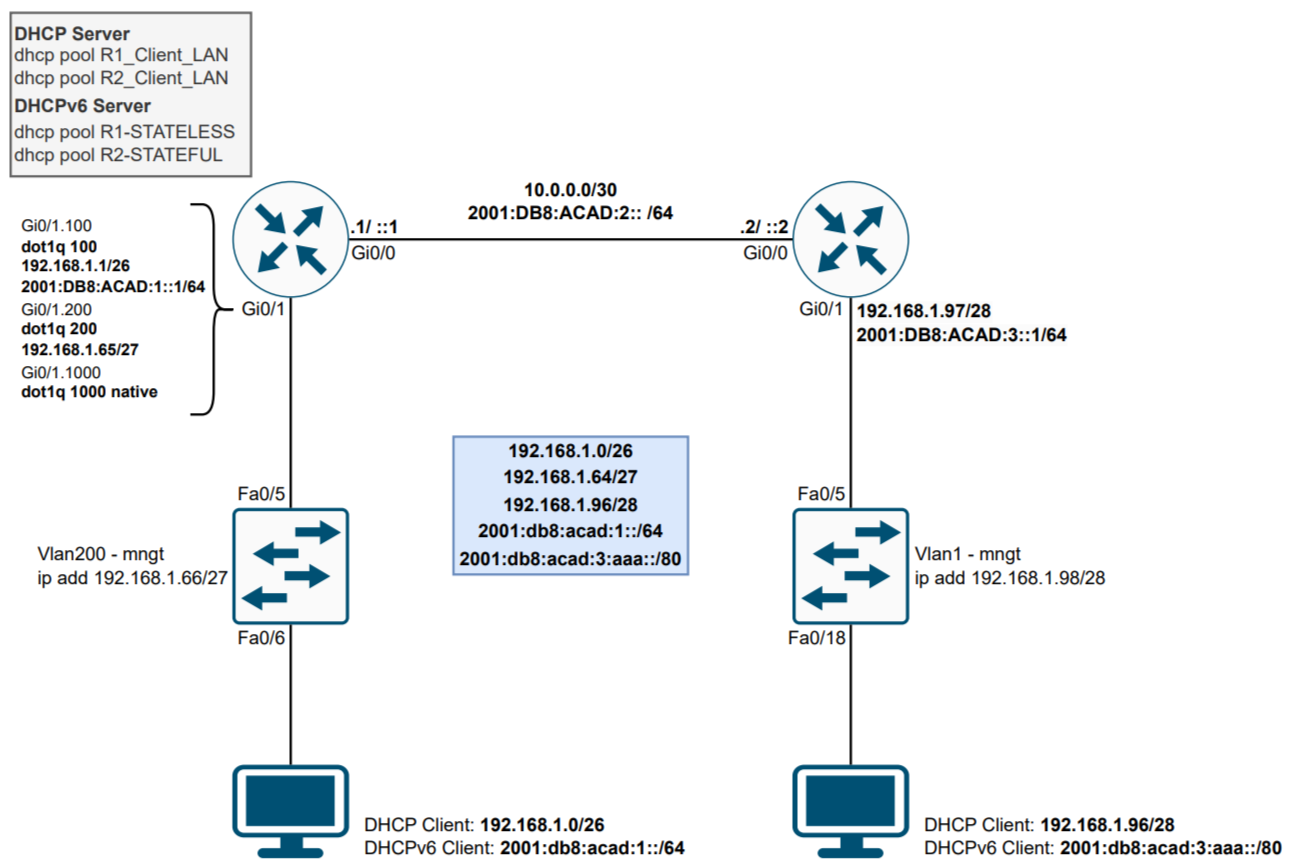 DHCP Server
dhcp pool R1_Client_LAN
dhcp pool R2_Client_LAN
DHCPv6 Server
dhcp pool R1-STATELESS
dhcp pool R2-STATEFUL
10.0.0.0/30
2001:DB8:ACAD:2:: /64
.1/ ::1
Gi0/0
.2/ ::2
Gi0/0
Gi0/1.100
dot1q 100
192.168.1.1/26
2001:DB8:ACAD:1::1/64
Gi0/1.200
dot1q 200
192.168.1.65/27
Gi0/1.1000
dot1q 1000 native
Gi0/1
Gi0/1
192.168.1.97/28
2001:DB8:ACAD:3::1/64
192.168.1.0/26
192.168.1.64/27
192.168.1.96/28
2001:db8:acad:1::/64
2001:db8:acad:3:aaa::/80
Fa0/5
Vlan200 - mngt
ip add 192.168.1.66/27
Fa0/6
Fa0/5
Vlan1 - mngt
ip add 192.168.1.98/28
Fa0/18
DHCP Client: 192.168.1.0/26
DHCPv6 Client: 2001:db8:acad:1::/64
DHCP Client: 192.168.1.96/28
DHCPv6 Client: 2001:db8:acad:3:aaa::/80